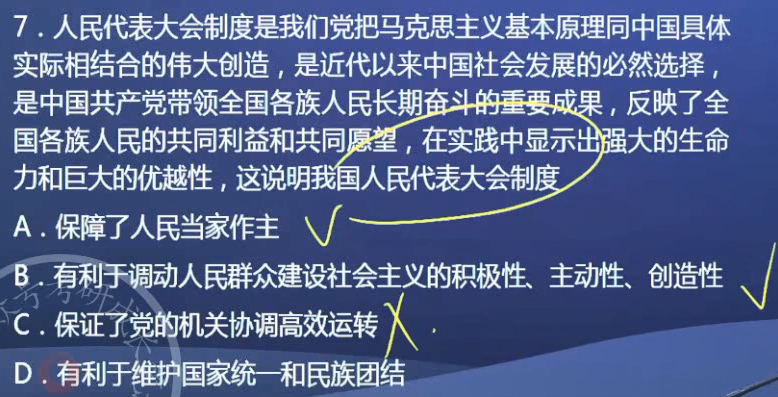 7．人民代表大会制度是我们党把马克思主义基本原理同中国具体
实际相结合的伟大创造，是近代以来中国社会发展的必然选择，
是中国共产党带领全国各族人民长期奋斗的重要成果，反映了全
国各族人民的共同利益和共同愿望，在实践中显示出强大的生命
力和巨大的优越性，这说明我国人民代表大会制度
A．保障了人民当家作主
B．有利于调动人民群众建设社会主义的积极性、主动性、创造性
C．保证了党的机关协调高效运转
D．有利于维护国家统一和民族团结